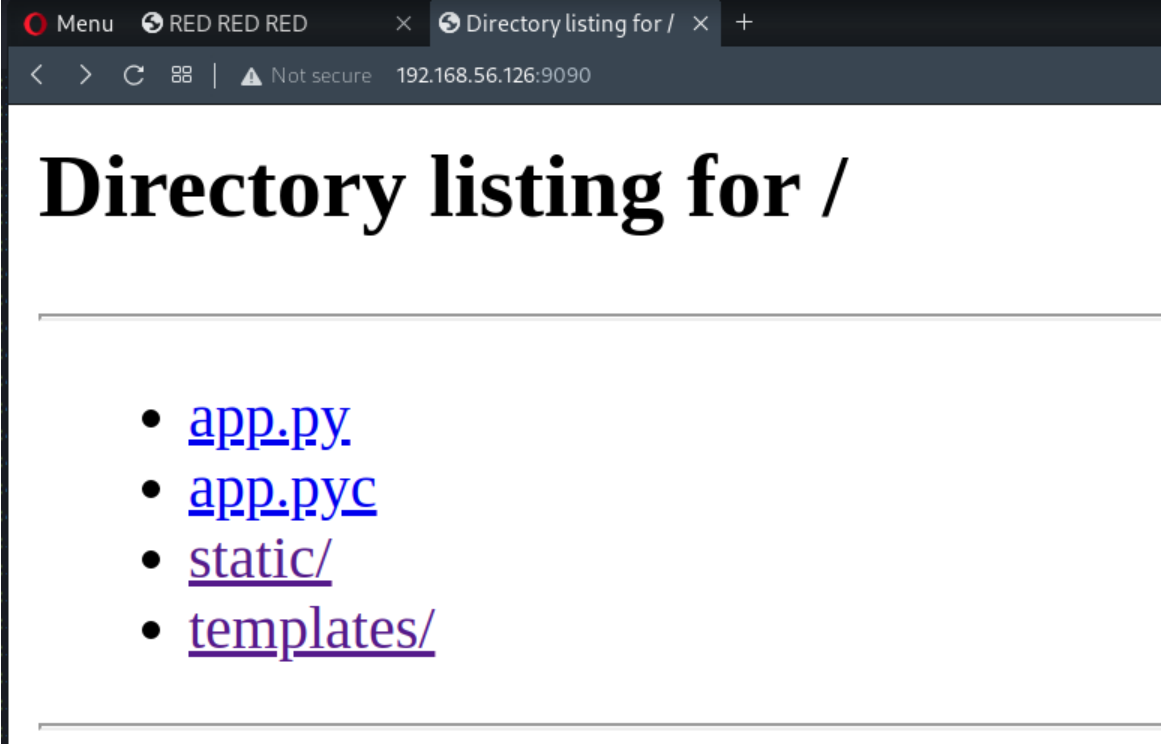 Menu RED RED RED Directory listing for /
Not secure 192.168.56.126:9090
Directory listing for /
app.py
app.pyc
static/
templates/